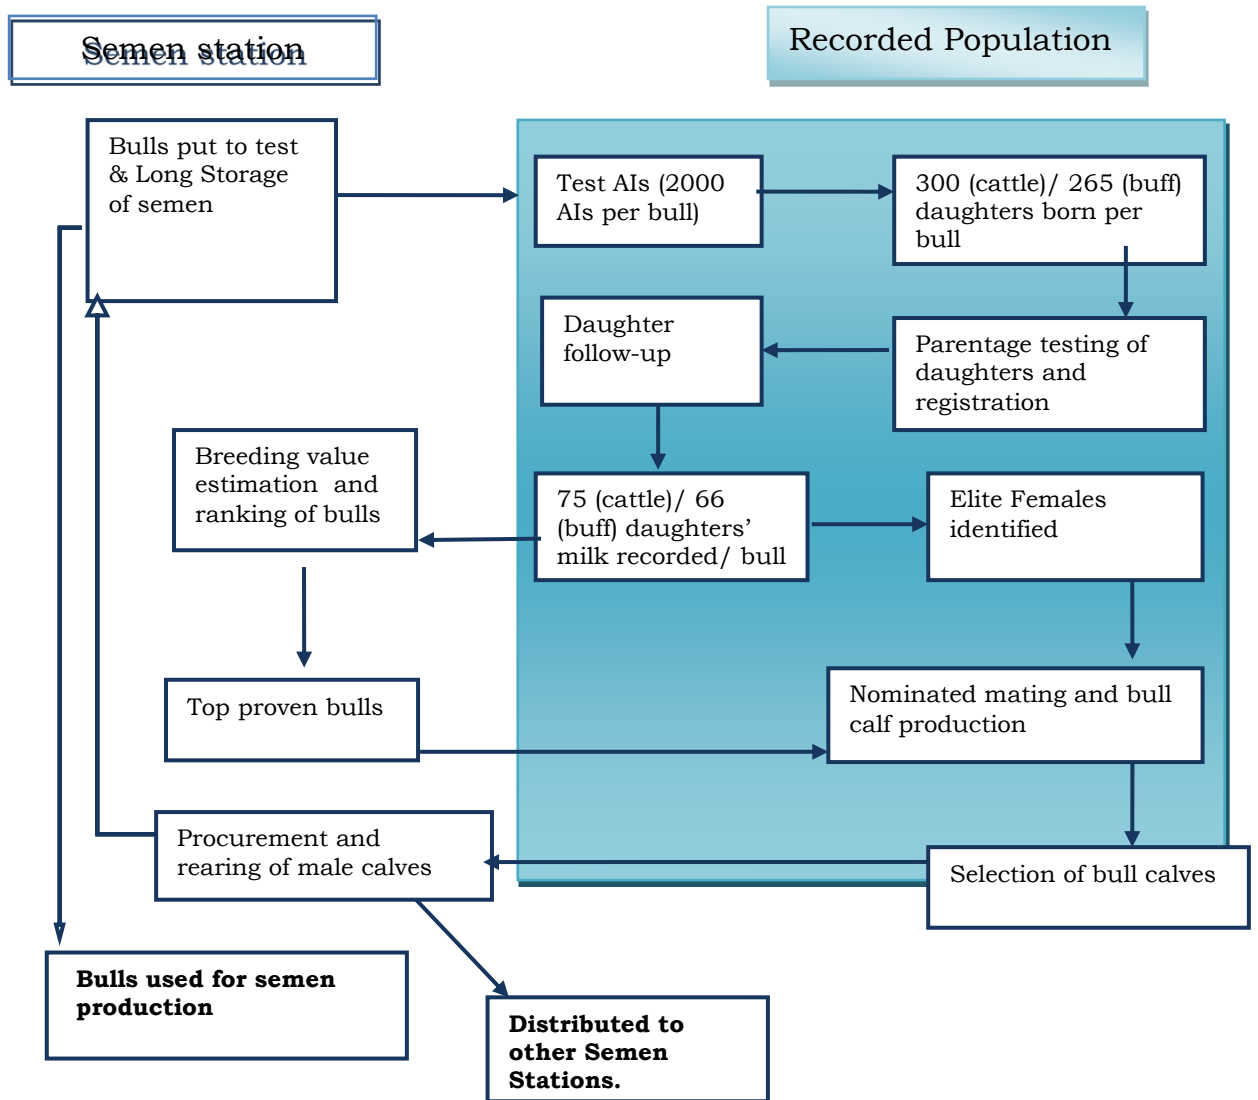 Semen station
Recorded Population
Bulls put to test
& Long Storage
of semen
Test AIs (2000
AIs per bull)
300 (cattle)/ 265 (buff)
daughters born per
bull
Daughter
follow-up
Parentage testing of
daughters and
registration
Breeding value
estimation and
ranking of bulls
75 (cattle)/ 66
(buff) daughters’
milk recorded/ bull
Elite Females
identified
Top proven bulls
Nominated mating and bull
calf production
Procurement and
rearing of male calves
Selection of bull calves
Bulls used for semen
production
Distributed to
other Semen
Stations.